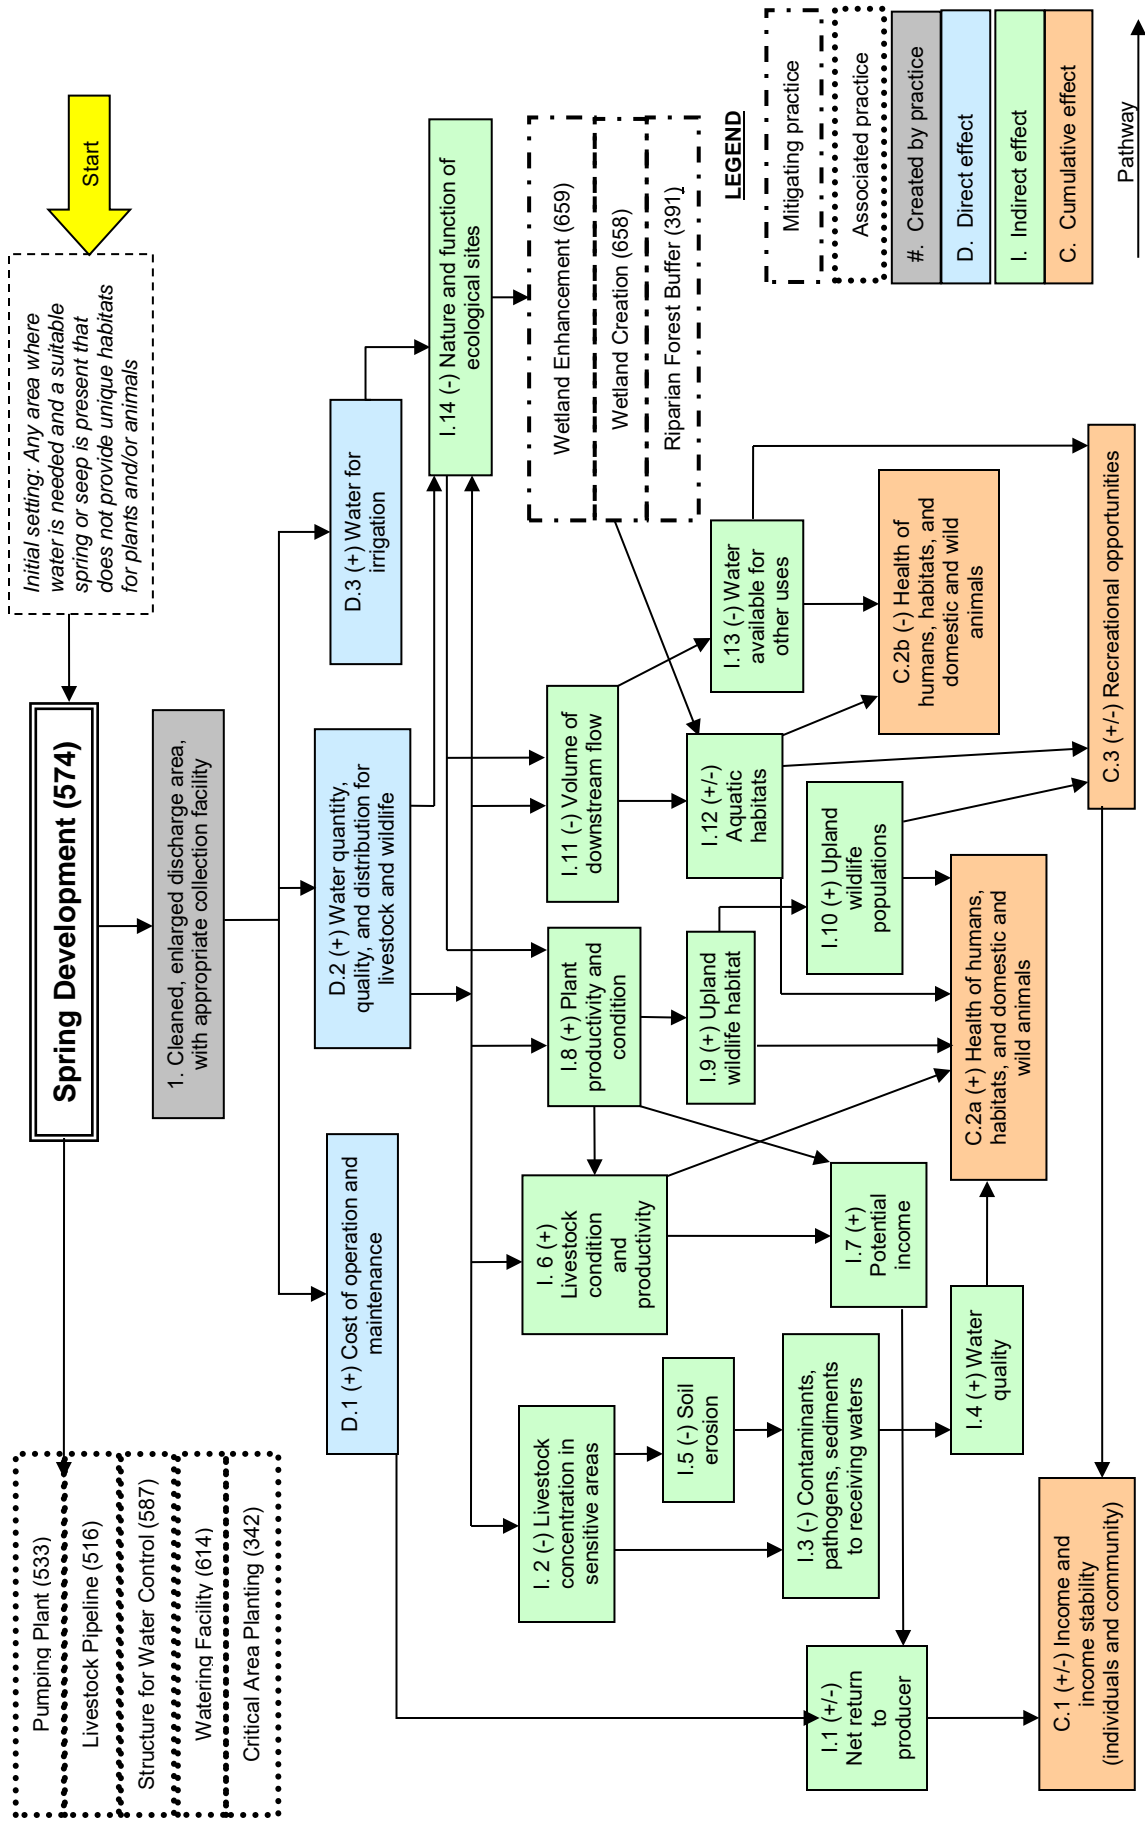 Start
Initial setting: Any area where
water is needed and a suitable
spring or seep is present that
does not provide unique habitats
for plants and/or animals
Spring Development (574)
Pumping Plant (533)
Livestock Pipeline (516)
Structure for Water Control (587)
Watering Facility (614)
Critical Area Planting (342)
1. Cleaned, enlarged discharge area,
with appropriate collection facility
D.1 (+) Cost of operation and
maintenance
D.2 (+) Water quantity,
quality, and distribution for
livestock and wildlife
D.3 (+) Water for
irrigation
I.14 (-) Nature and function of
ecological sites
Wetland Enhancement (659)
Wetland Creation (658)
Riparian Forest Buffer (391)
I. 2 (-) Livestock
concentration in
sensitive areas
I. 6 (+)
Livestock
condition
and
productivity
I.8 (+) Plant
productivity and
condition
I.11 (-) Volume of
downstream flow
I.5 (-) Soil
erosion
I.9 (+) Upland
wildlife habitat
I.12 (+/-)
Aquatic
habitats
I.13 (-) Water
available for
other uses
I.3 (-) Contaminants,
pathogens, sediments
to receiving waters
I.7 (+)
Potential
income
I.10 (+) Upland
wildlife
populations
I.1 (+/-)
Net return
to
producer
I.4 (+) Water
quality
C.2b (-) Health of
humans, habitats, and
domestic and wild
animals
C.2a (+) Health of humans,
habitats, and domestic and
wild animals
C.1 (+/-) Income and
income stability
(individuals and community)
C.3 (+/-) Recreational opportunities
LEGEND
Mitigating practice
Associated practice
#. Created by practice
D. Direct effect
I. Indirect effect
C. Cumulative effect
Pathway